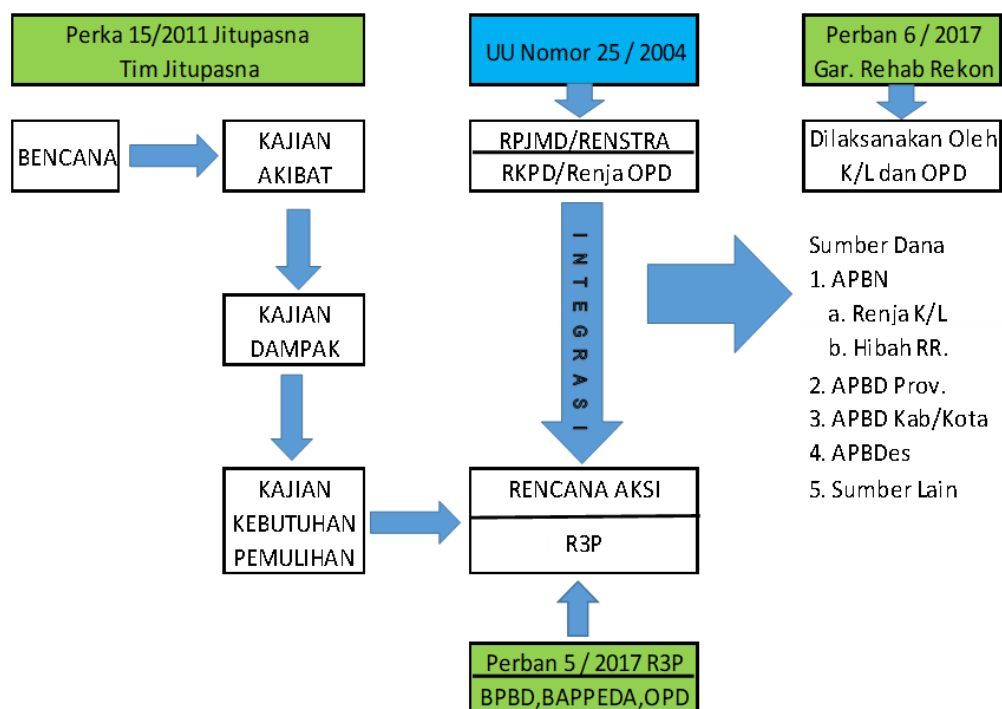 Perka 15/2011 Jitupasna
Tim Jitupasna
UU Nomor 25 / 2004
Perban 6 / 2017
Gar. Rehab Rekon
BENCANA
KAJIAN
AKIBAT
RPJMD/RENSTRA
RKPD/Renja OPD
Dilaksanakan Oleh
K/L dan OPD
INTEGRASI
Sumber Dana
1. APBN
a. Renja K/L
b. Hibah RR.
2. APBD Prov.
3. APBD Kab/Kota
4. APBDes
5. Sumber Lain
KAJIAN
DAMPAK
KAJIAN
KEBUTUHAN
PEMULIHAN
RENCANA AKSI
R3P
Perban 5 / 2017 R3P
BPBD,BAPPEDA,OPD